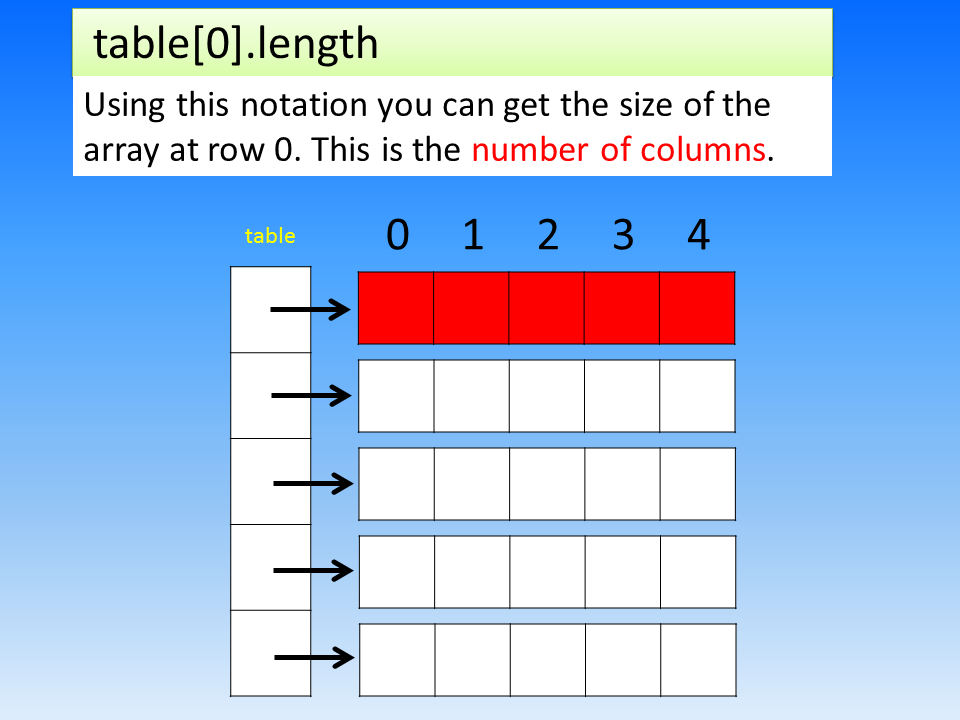 table[0].length
Using this notation you can get the size of the
array at row 0. This is the number of columns.
table 0 1 2 3 4